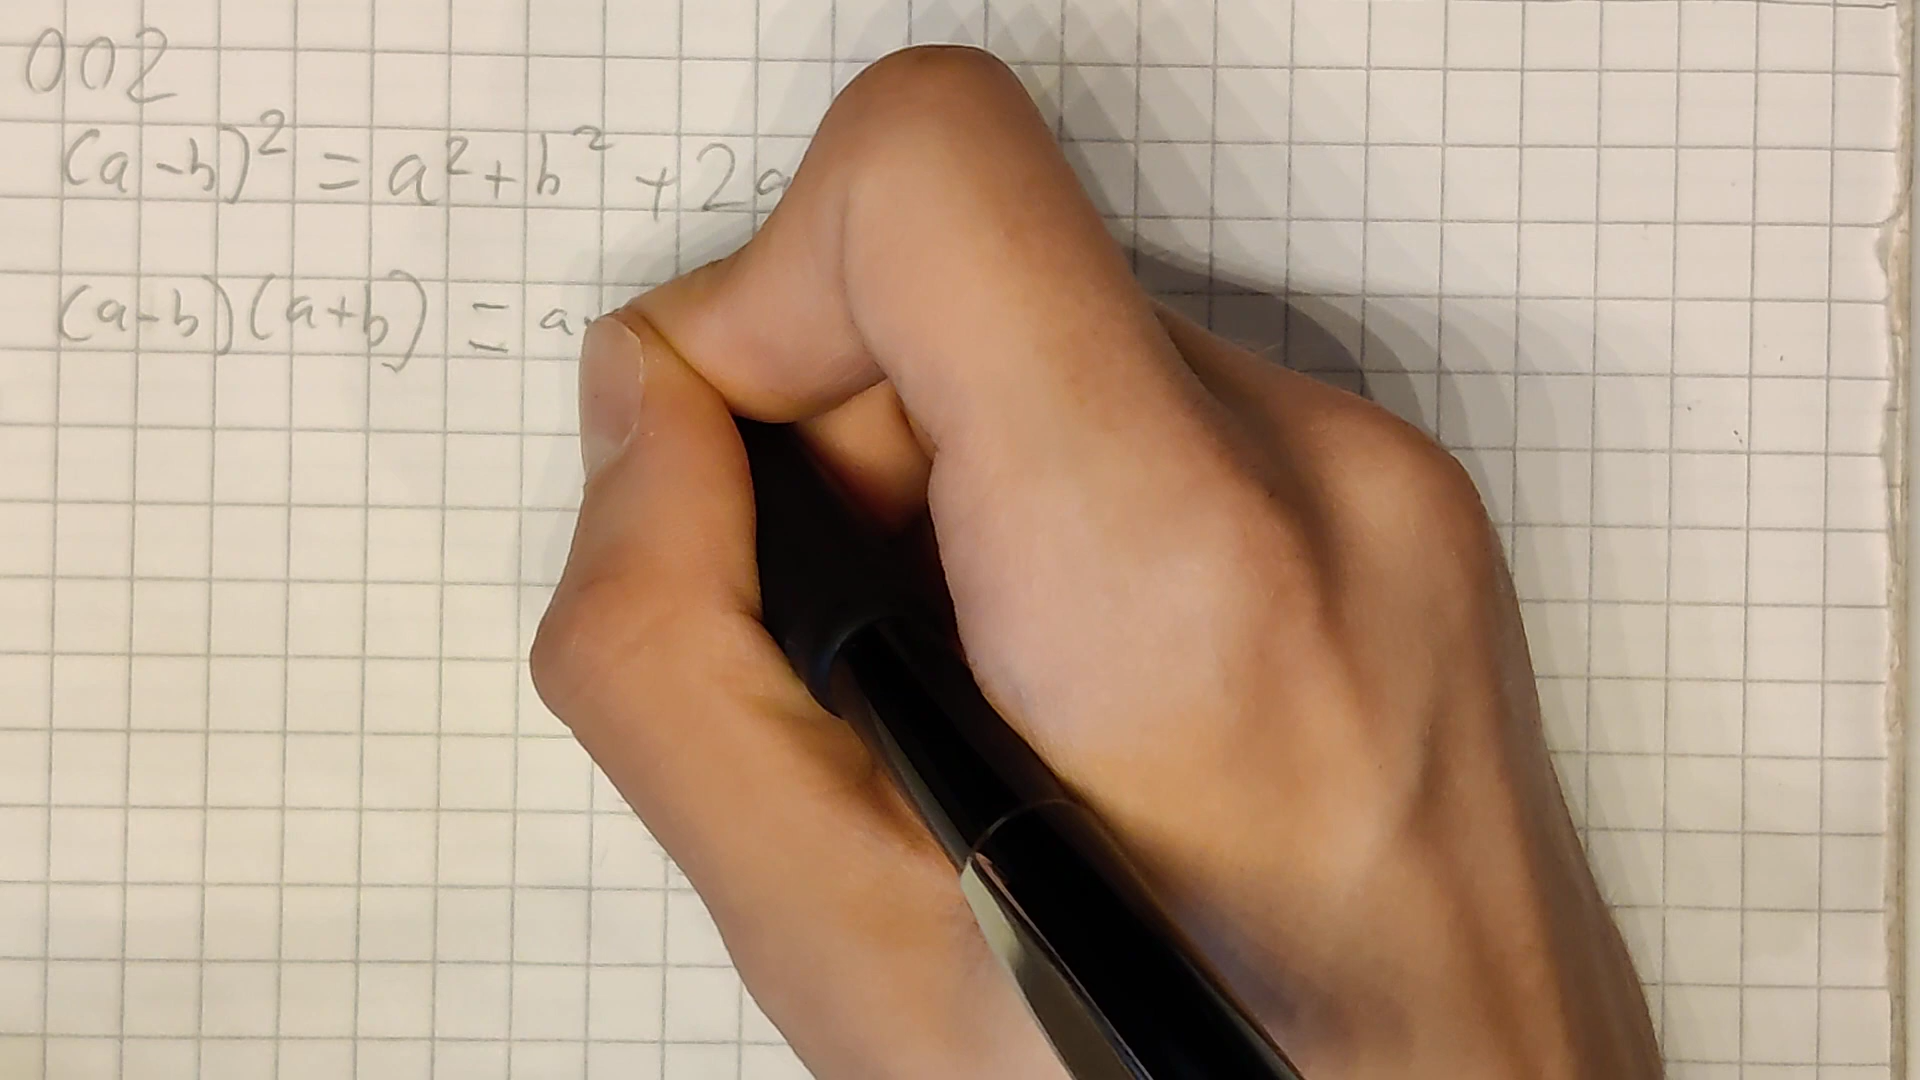 002
(a-b)² = a²+b² +2a
(a-b)(a+b) = a